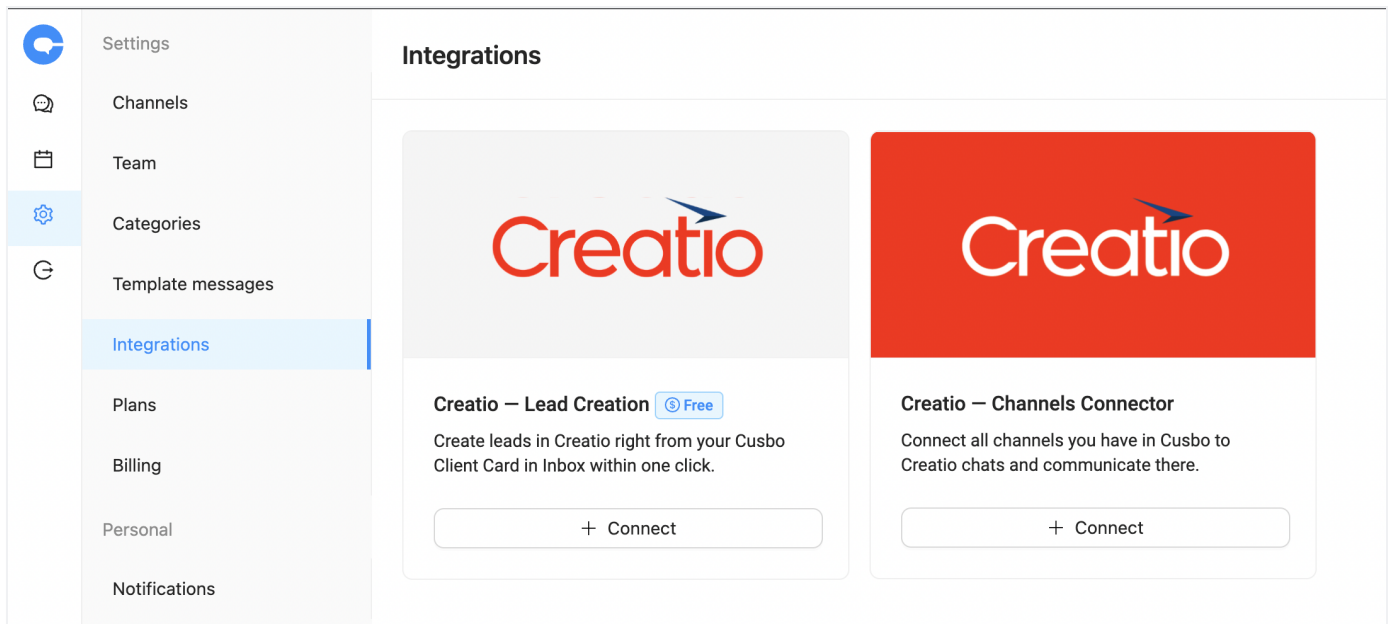 Settings
Channels
Team
Categories
Template messages
Integrations
Plans
Billing
Personal
Notifications
Integrations
Creatio
Creatio — Lead Creation Free
Create leads in Creatio right from your Cusbo
Client Card in Inbox within one click.
+ Connect
Creatio
Creatio — Channels Connector
Connect all channels you have in Cusbo to
Creatio chats and communicate there.
+ Connect